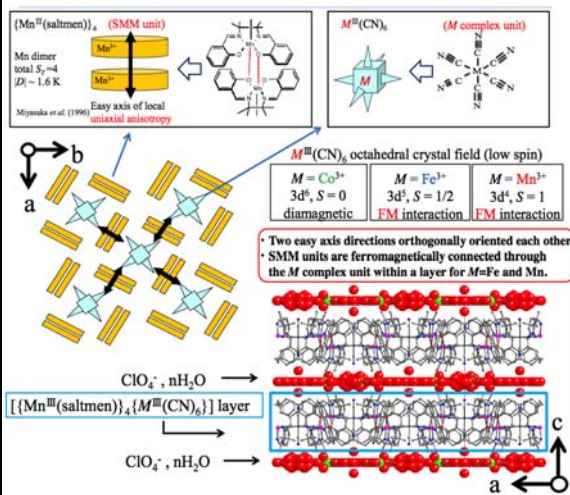 {Mnᴵᴵᴵ(saltmen)}₄
(SMM unit)
Mn³⁺
Mn³⁺
Mn dimer
total S_T=4
|D| ~ 1.6 K
Easy axis of local
uniaxial anisotropy
Miyasaka et al. (1996)
Mᴵᴵᴵ(CN)₆
(M complex unit)
M
N
C
N
C
N
C
M
C
N
C
N
C
N
b
a
Mᴵᴵᴵ(CN)₆ octahedral crystal field (low spin)
M = Co³⁺
3d⁶, S = 0
diamagnetic
M = Fe³⁺
3d⁵, S = 1/2
FM interaction
M = Mn³⁺
3d⁴, S = 1
FM interaction
• Two easy axis directions orthogonally oriented each other.
• SMM units are ferromagnetically connected through
the M complex unit within a layer for M=Fe and Mn.
ClO₄⁻ , nH₂O
[{Mnᴵᴵᴵ(saltmen)}₄{Mᴵᴵᴵ(CN)₆}] layer
ClO₄⁻ , nH₂O
c
a